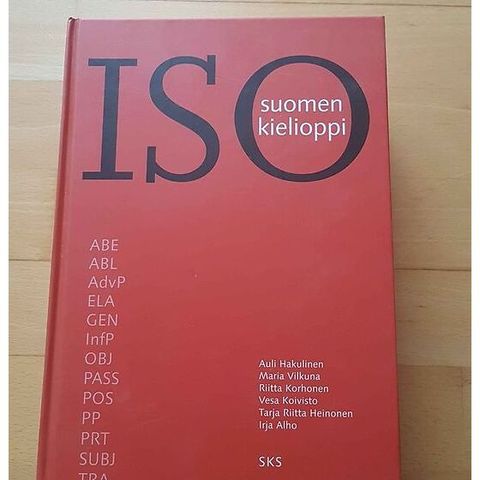 ISO
suomen
kielioppi
ABE
ABL
AdvP
ELA
GEN
InfP
OBJ
PASS
POS
PP
PRT
SUBJ
TRA
Auli Hakulinen
Maria Vilkuna
Riitta Korhonen
Vesa Koivisto
Tarja Riitta Heinonen
Irja Alho
SKS